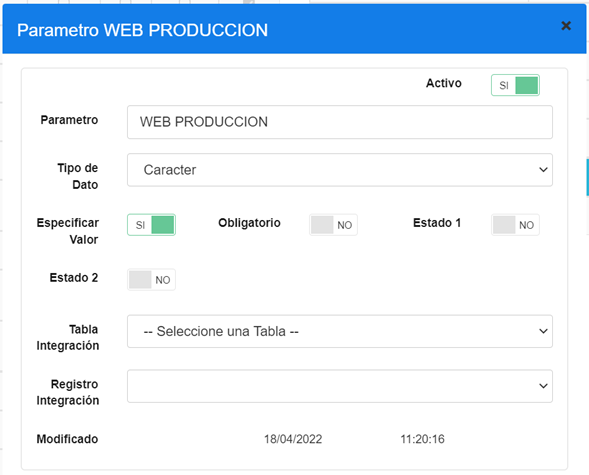 Parametro WEB PRODUCCION ×
Activo SI
Parametro WEB PRODUCCION
Tipo de Caracter
Dato
Especificar SI Obligatorio NO Estado 1 NO
Valor
Estado 2 NO
Tabla -- Seleccione una Tabla --
Integración
Registro
Integración
Modificado 18/04/2022 11:20:16